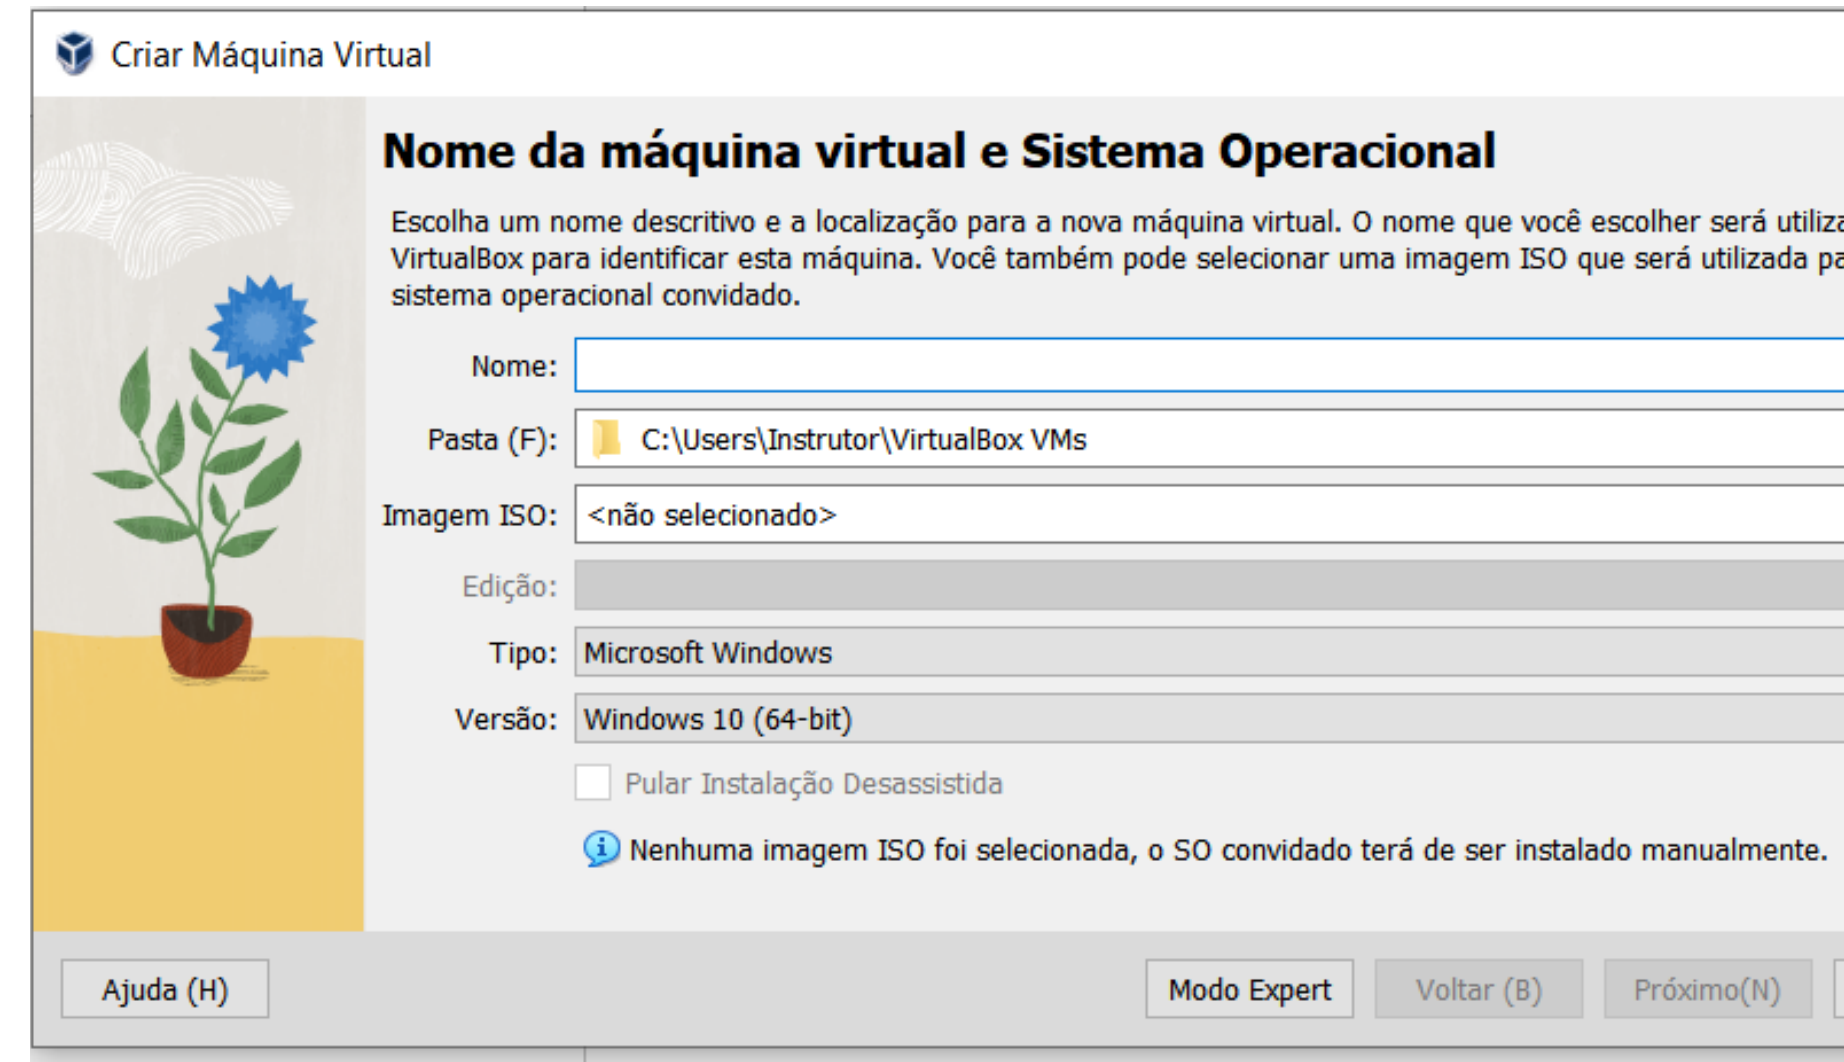 Criar Máquina Virtual
Nome da máquina virtual e Sistema Operacional
Escolha um nome descritivo e a localização para a nova máquina virtual. O nome que você escolher será
VirtualBox para identificar esta máquina. Você também pode selecionar uma imagem ISO que será utilizada
sistema operacional convidado.
Nome:
Pasta (F): C:\Users\Instrutor\VirtualBox VMs
Imagem ISO: <não selecionado>
Edição:
Tipo: Microsoft Windows
Versão: Windows 10 (64-bit)
Pular Instalação Desassistida
Nenhuma imagem ISO foi selecionada, o SO convidado terá de ser instalado manualmente.
Ajuda (H) Modo Expert Voltar (B) Próximo(N)